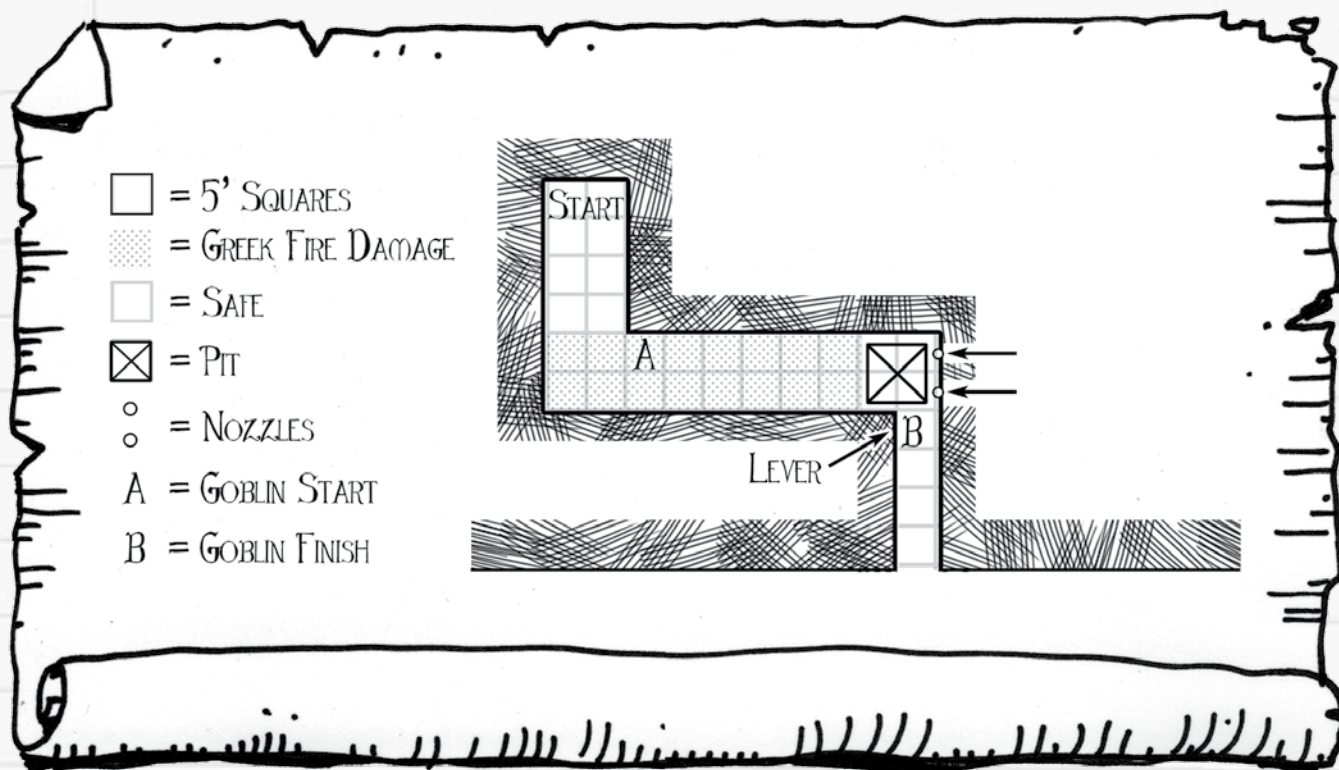 = 5' Squares
= Greek Fire Damage
= Safe
= Pit
= Nozzles
A = Goblin Start
B = Goblin Finish
Start
A
B
Lever